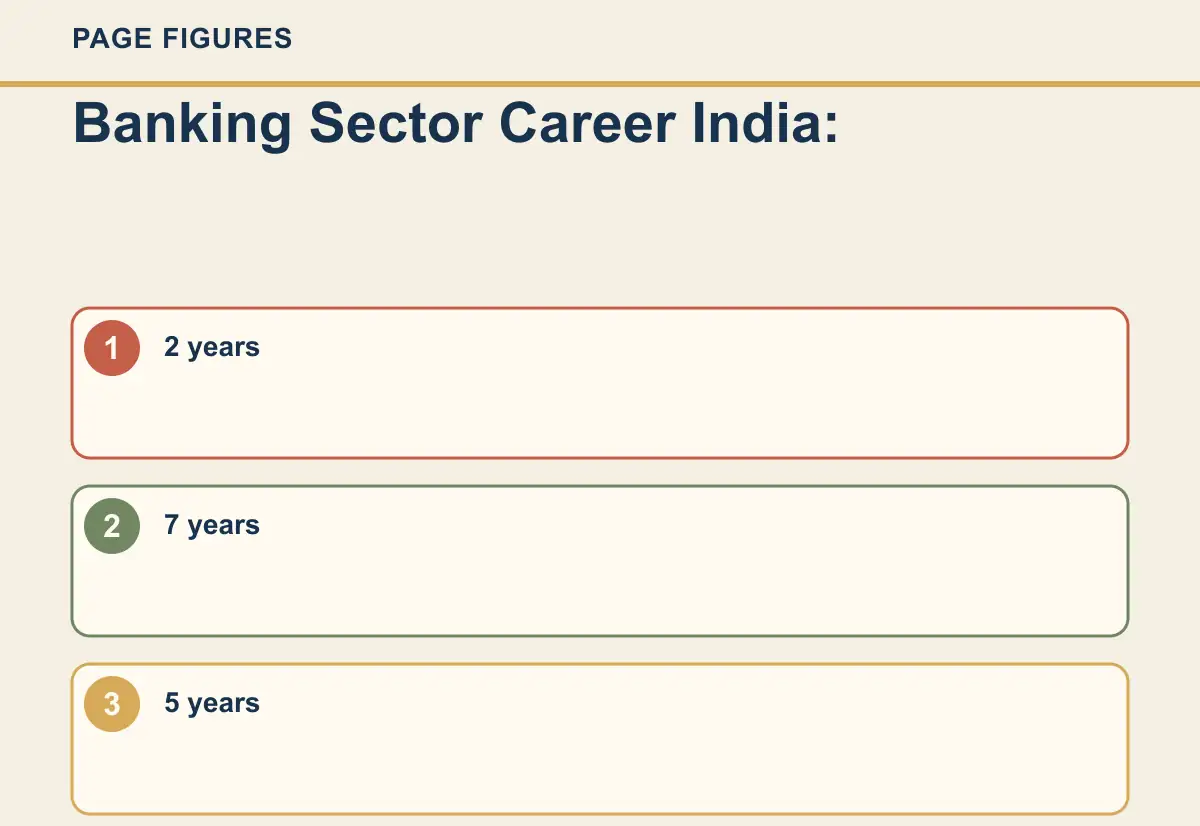 PAGE FIGURES
Banking Sector Career India:
1 2 years
2 7 years
3 5 years